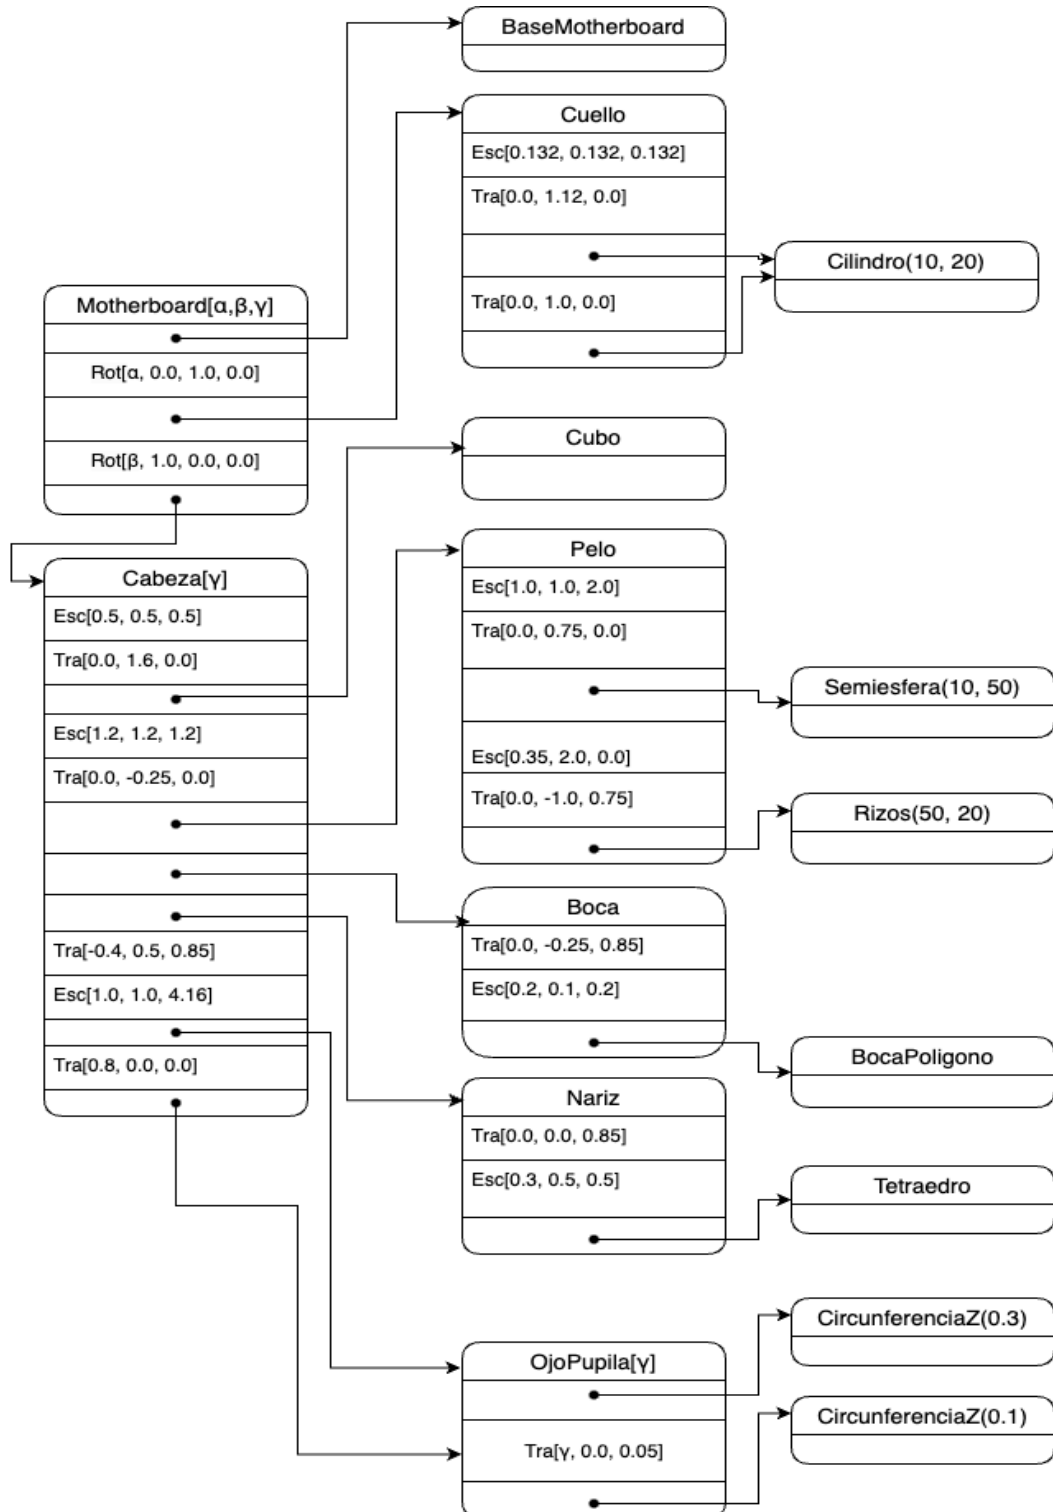 BaseMotherboard
Cuello
Esc[0.132, 0.132, 0.132]
Tra[0.0, 1.12, 0.0]
Tra[0.0, 1.0, 0.0]
Cilindro(10, 20)
Motherboard[α,β,γ]
Rot[α, 0.0, 1.0, 0.0]
Rot[β, 1.0, 0.0, 0.0]
Cubo
Cabeza[γ]
Esc[0.5, 0.5, 0.5]
Tra[0.0, 1.6, 0.0]
Esc[1.2, 1.2, 1.2]
Tra[0.0, -0.25, 0.0]
Tra[-0.4, 0.5, 0.85]
Esc[1.0, 1.0, 4.16]
Tra[0.8, 0.0, 0.0]
Pelo
Esc[1.0, 1.0, 2.0]
Tra[0.0, 0.75, 0.0]
Esc[0.35, 2.0, 0.0]
Tra[0.0, -1.0, 0.75]
Semiesfera(10, 50)
Rizos(50, 20)
Boca
Tra[0.0, -0.25, 0.85]
Esc[0.2, 0.1, 0.2]
BocaPoligono
Nariz
Tra[0.0, 0.0, 0.85]
Esc[0.3, 0.5, 0.5]
Tetraedro
OjoPupila[γ]
Tra[γ, 0.0, 0.05]
CircunferenciaZ(0.3)
CircunferenciaZ(0.1)